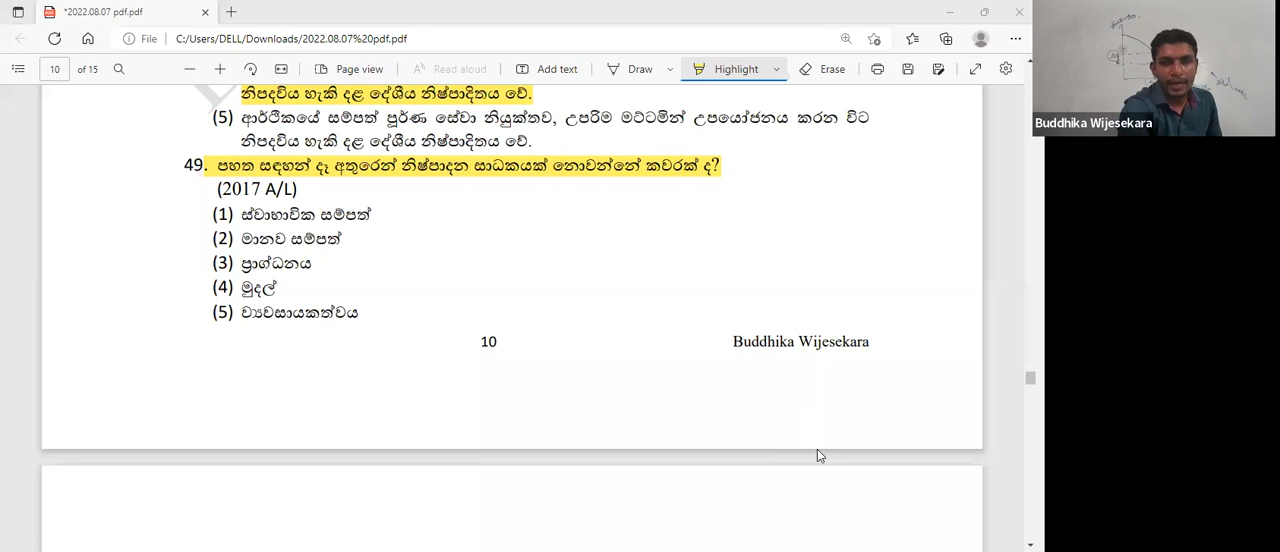 *2022.08.07 pdf.pdf
File C:/Users/DELL/Downloads/2022.08.07%20pdf.pdf
10 of 15 Page view Read aloud Add text Draw Highlight Erase
නිපදවිය හැකි දළ දේශීය නිෂ්පාදිතය වේ.
(5) ආර්ථිකයේ සම්පත් පූර්ණ සේවා නියුක්තව, උපරිම මට්ටමින් උපයෝජනය කරන විට
නිපදවිය හැකි දළ දේශීය නිෂ්පාදිතය වේ.
49. පහත සඳහන් දෑ අතුරෙන් නිෂ්පාදන සාධකයක් නොවන්නේ කවරක් ද?
(2017 A/L)
(1) ස්වාභාවික සම්පත්
(2) මානව සම්පත්
(3) ප්‍රාග්ධනය
(4) මුදල්
(5) ව්‍යවසායකත්වය
10 Buddhika Wijesekara
Buddhika Wijesekara